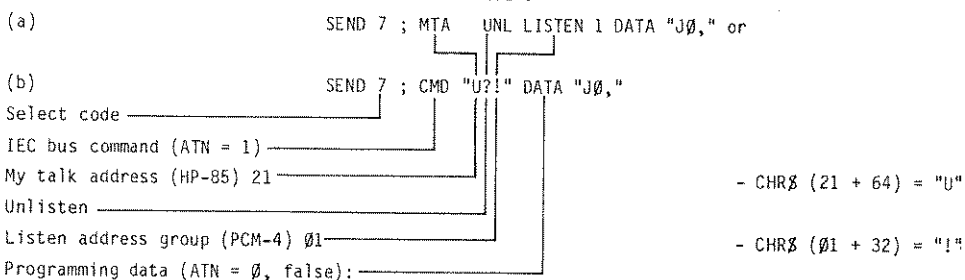 (a) SEND 7 ; MTA UNL LISTEN 1 DATA "JØ," or
(b) SEND 7 ; CMD "U?!" DATA "JØ,"
Select code
IEC bus command (ATN = 1)
My talk address (HP-85) 21 - CHR$ (21 + 64) = "U"
Unlisten
Listen address group (PCM-4) Ø1 - CHR$ (Ø1 + 32) = "!"
Programming data (ATN = Ø, false):